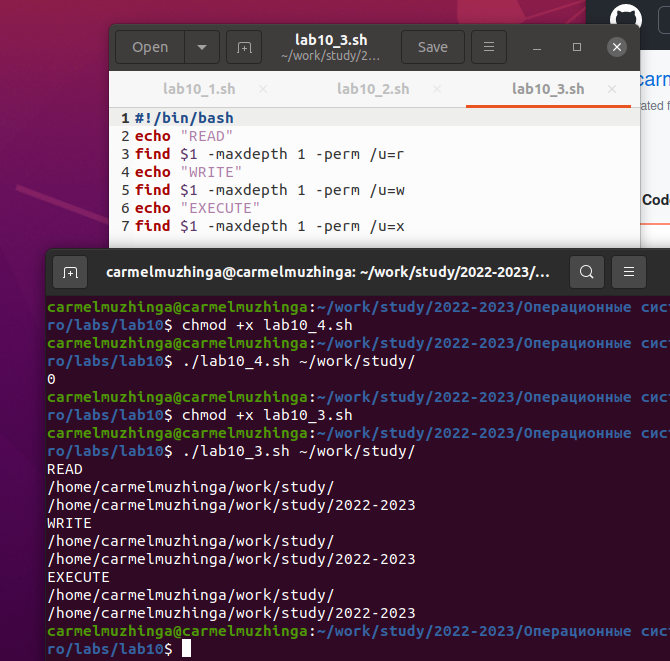 Open
lab10_3.sh
~/work/study/2...
Save
lab10_1.sh
lab10_2.sh
lab10_3.sh
1 #!/bin/bash
2 echo "READ"
3 find $1 -maxdepth 1 -perm /u=r
4 echo "WRITE"
5 find $1 -maxdepth 1 -perm /u=w
6 echo "EXECUTE"
7 find $1 -maxdepth 1 -perm /u=x
carm
ated f
Cod
carmelmuzhinga@carmelmuzhinga: ~/work/study/2022-2023/...
carmelmuzhinga@carmelmuzhinga:~/work/study/2022-2023/Операционные сист
ro/labs/lab10$ chmod +x lab10_4.sh
carmelmuzhinga@carmelmuzhinga:~/work/study/2022-2023/Операционные сист
ro/labs/lab10$ ./lab10_4.sh ~/work/study/
0
carmelmuzhinga@carmelmuzhinga:~/work/study/2022-2023/Операционные сист
ro/labs/lab10$ chmod +x lab10_3.sh
carmelmuzhinga@carmelmuzhinga:~/work/study/2022-2023/Операционные сист
ro/labs/lab10$ ./lab10_3.sh ~/work/study/
READ
/home/carmelmuzhinga/work/study/
/home/carmelmuzhinga/work/study/2022-2023
WRITE
/home/carmelmuzhinga/work/study/
/home/carmelmuzhinga/work/study/2022-2023
EXECUTE
/home/carmelmuzhinga/work/study/
/home/carmelmuzhinga/work/study/2022-2023
carmelmuzhinga@carmelmuzhinga:~/work/study/2022-2023/Операционные сист
ro/labs/lab10$